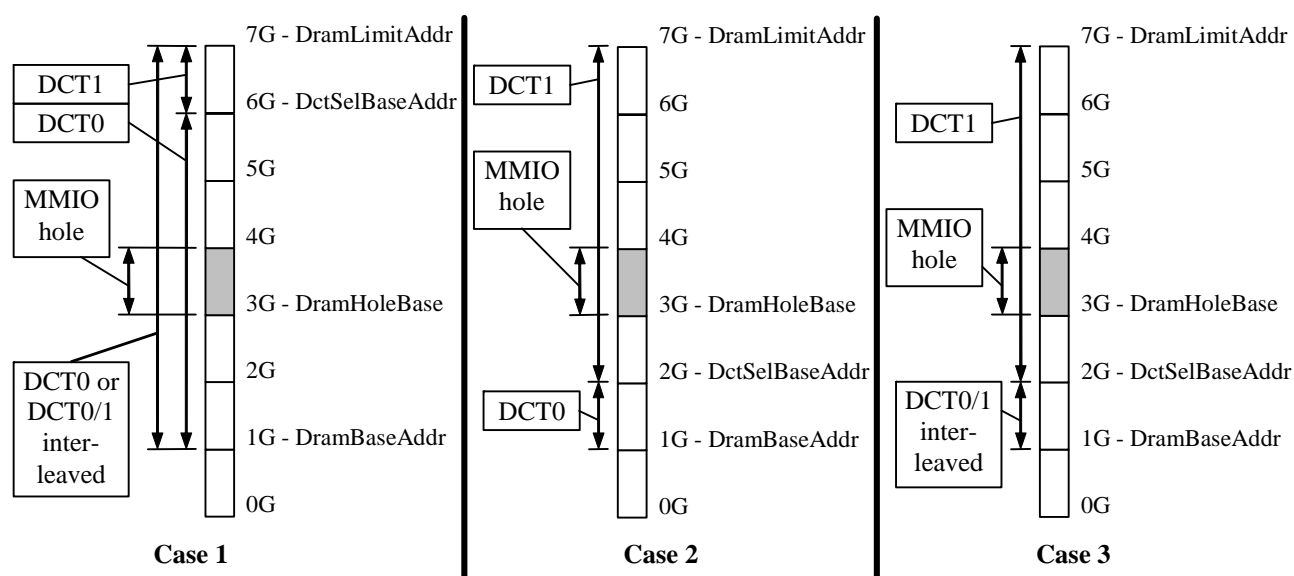 7G - DramLimitAddr
DCT1
6G - DctSelBaseAddr
DCT0
5G
MMIO
hole
4G
3G - DramHoleBase
2G
DCT0 or
DCT0/1
inter-
leaved
1G - DramBaseAddr
0G
Case 1
7G - DramLimitAddr
DCT1
6G
5G
MMIO
hole
4G
3G - DramHoleBase
2G - DctSelBaseAddr
DCT0
1G - DramBaseAddr
0G
Case 2
7G - DramLimitAddr
6G
DCT1
5G
MMIO
hole
4G
3G - DramHoleBase
2G - DctSelBaseAddr
DCT0/1
inter-
leaved
1G - DramBaseAddr
0G
Case 3